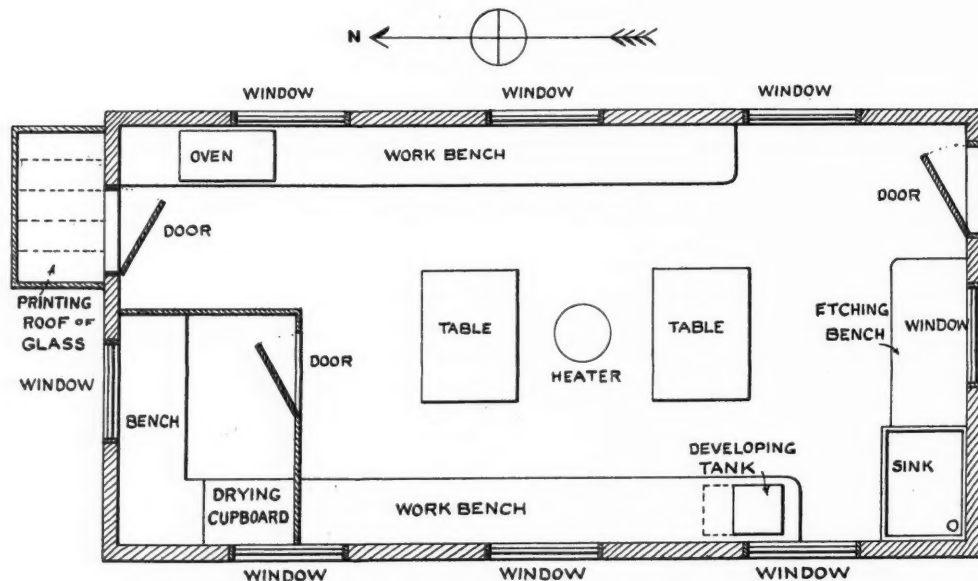 N
WINDOW
WINDOW
WINDOW
OVEN
WORK BENCH
DOOR
DOOR
PRINTING
ROOF OF
GLASS
WINDOW
TABLE
HEATER
TABLE
ETCHING
BENCH
WINDOW
DOOR
BENCH
DRYING
CUPBOARD
WORK BENCH
DEVELOPING
TANK
SINK
WINDOW
WINDOW
WINDOW